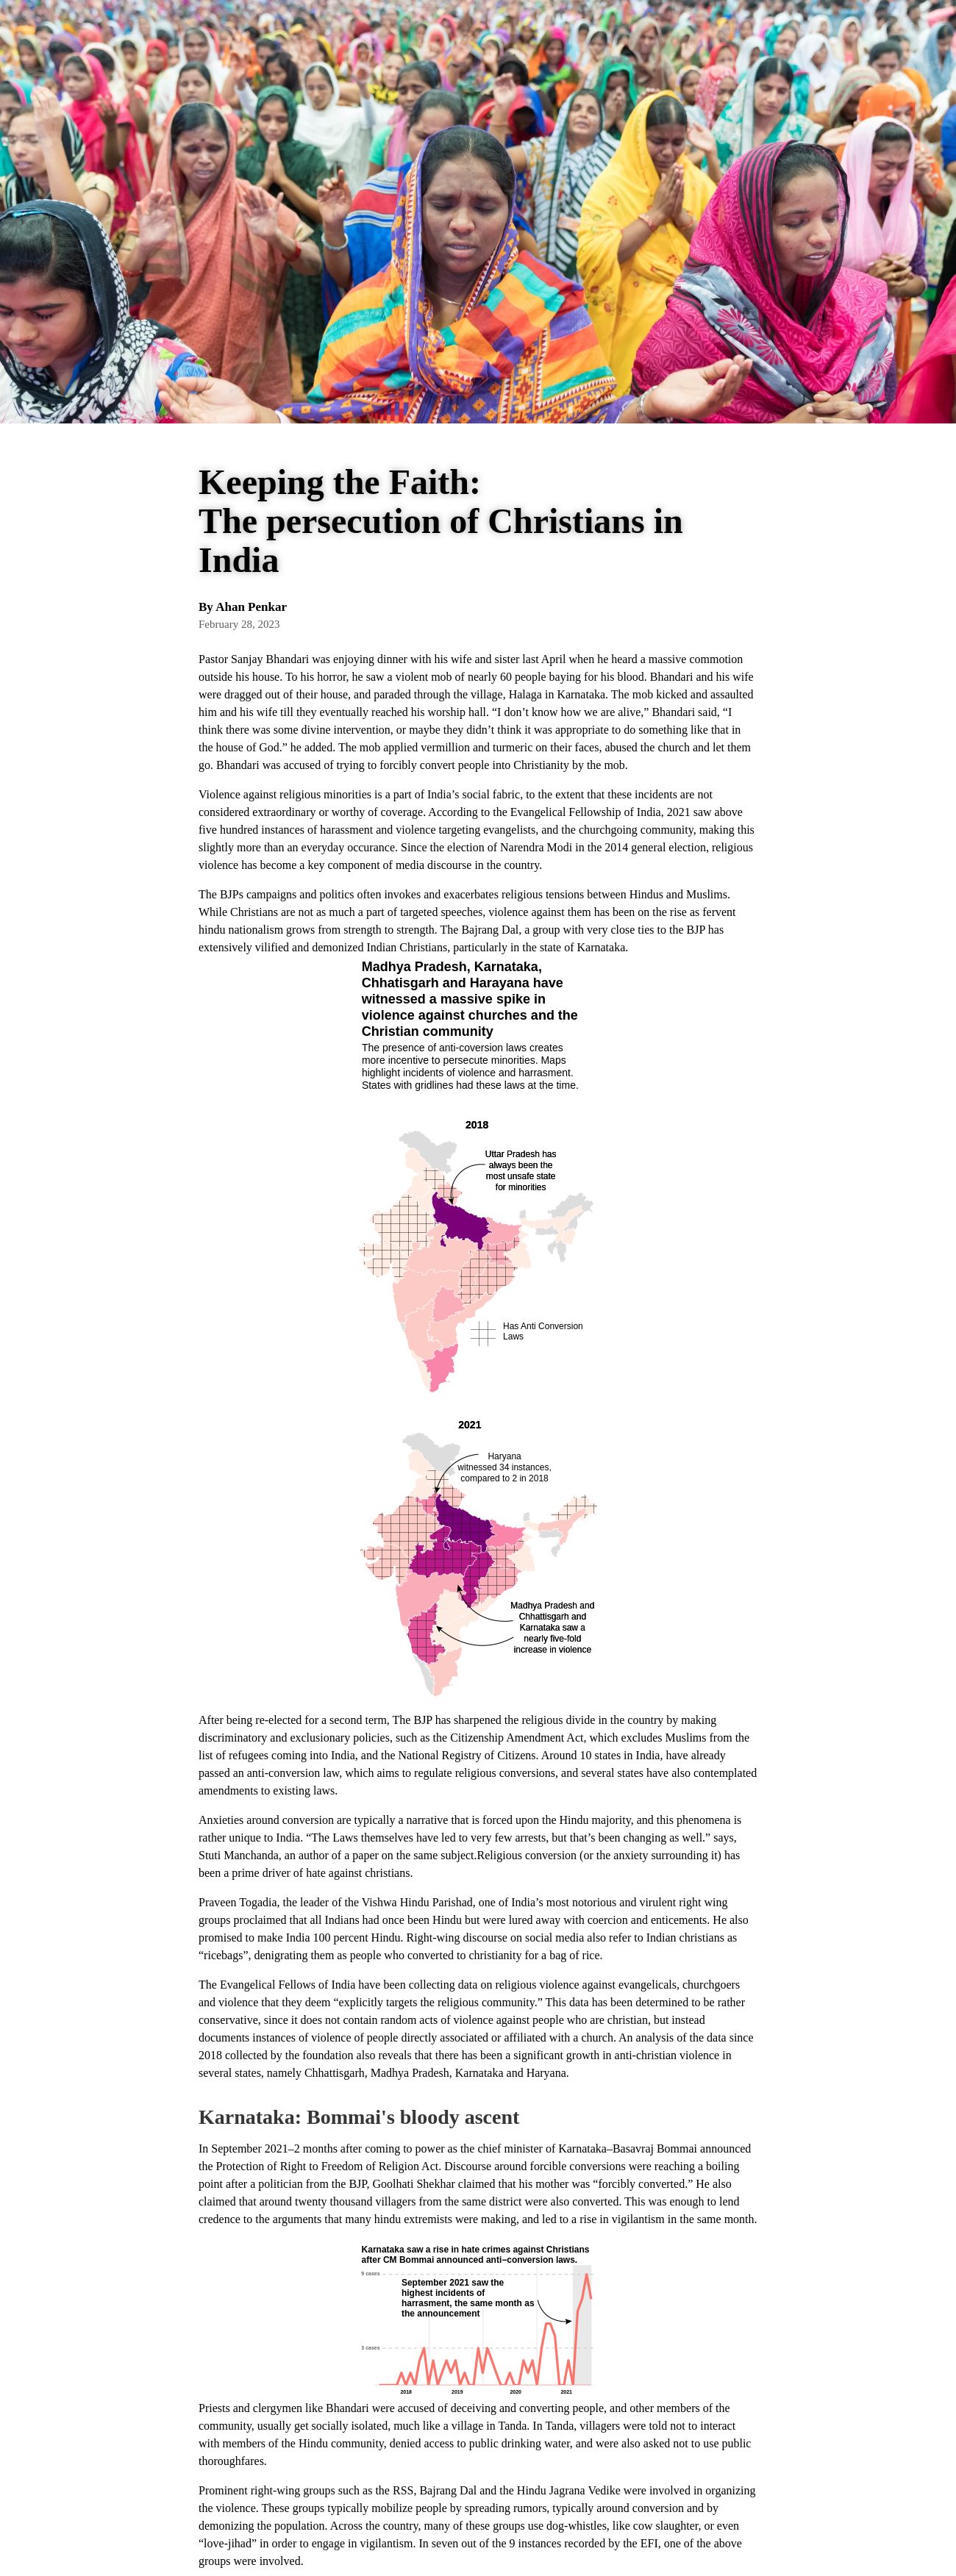 Keeping the Faith:
The persecution of Christians in
India
By Ahan Penkar
February 28, 2023
Pastor Sanjay Bhandari was enjoying dinner with his wife and sister last April when he heard a massive commotion
outside his house. To his horror, he saw a violent mob of nearly 60 people baying for his blood. Bhandari and his wife
were dragged out of their house, and paraded through the village, Halaga in Karnataka. The mob kicked and assaulted
him and his wife till they eventually reached his worship hall. “I don’t know how we are alive,” Bhandari said, “I
think there was some divine intervention, or maybe they didn’t think it was appropriate to do something like that in
the house of God.” he added. The mob applied vermillion and turmeric on their faces, abused the church and let them
go. Bhandari was accused of trying to forcibly convert people into Christianity by the mob.
Violence against religious minorities is a part of India’s social fabric, to the extent that these incidents are not
considered extraordinary or worthy of coverage. According to the Evangelical Fellowship of India, 2021 saw above
five hundred instances of harassment and violence targeting evangelists, and the churchgoing community, making this
slightly more than an everyday occurance. Since the election of Narendra Modi in the 2014 general election, religious
violence has become a key component of media discourse in the country.
The BJPs campaigns and politics often invokes and exacerbates religious tensions between Hindus and Muslims.
While Christians are not as much a part of targeted speeches, violence against them has been on the rise as fervent
hindu nationalism grows from strength to strength. The Bajrang Dal, a group with very close ties to the BJP has
extensively vilified and demonized Indian Christians, particularly in the state of Karnataka.
Madhya Pradesh, Karnataka,
Chhatisgarh and Harayana have
witnessed a massive spike in
violence against churches and the
Christian community
The presence of anti-coversion laws creates
more incentive to persecute minorities. Maps
highlight incidents of violence and harrasment.
States with gridlines had these laws at the time.
2018
Uttar Pradesh has
always been the
most unsafe state
for minorities
Has Anti Conversion
Laws
2021
Haryana
witnessed 34 instances,
compared to 2 in 2018
Madhya Pradesh and
Chhattisgarh and
Karnataka saw a
nearly five-fold
increase in violence
After being re-elected for a second term, The BJP has sharpened the religious divide in the country by making
discriminatory and exclusionary policies, such as the Citizenship Amendment Act, which excludes Muslims from the
list of refugees coming into India, and the National Registry of Citizens. Around 10 states in India, have already
passed an anti-conversion law, which aims to regulate religious conversions, and several states have also contemplated
amendments to existing laws.
Anxieties around conversion are typically a narrative that is forced upon the Hindu majority, and this phenomena is
rather unique to India. “The Laws themselves have led to very few arrests, but that’s been changing as well.” says,
Stuti Manchanda, an author of a paper on the same subject.Religious conversion (or the anxiety surrounding it) has
been a prime driver of hate against christians.
Praveen Togadia, the leader of the Vishwa Hindu Parishad, one of India’s most notorious and virulent right wing
groups proclaimed that all Indians had once been Hindu but were lured away with coercion and enticements. He also
promised to make India 100 percent Hindu. Right-wing discourse on social media also refer to Indian christians as
“ricebags”, denigrating them as people who converted to christianity for a bag of rice.
The Evangelical Fellows of India have been collecting data on religious violence against evangelicals, churchgoers
and violence that they deem “explicitly targets the religious community.” This data has been determined to be rather
conservative, since it does not contain random acts of violence against people who are christian, but instead
documents instances of violence of people directly associated or affiliated with a church. An analysis of the data since
2018 collected by the foundation also reveals that there has been a significant growth in anti-christian violence in
several states, namely Chhattisgarh, Madhya Pradesh, Karnataka and Haryana.
Karnataka: Bommai's bloody ascent
In September 2021–2 months after coming to power as the chief minister of Karnataka–Basavraj Bommai announced
the Protection of Right to Freedom of Religion Act. Discourse around forcible conversions were reaching a boiling
point after a politician from the BJP, Goolhati Shekhar claimed that his mother was “forcibly converted.” He also
claimed that around twenty thousand villagers from the same district were also converted. This was enough to lend
credence to the arguments that many hindu extremists were making, and led to a rise in vigilantism in the same month.
Karnataka saw a rise in hate crimes against Christians
after CM Bommai announced anti−conversion laws.
9 cases
September 2021 saw the
highest incidents of
harrasment, the same month as
the announcement
3 cases
2018 2019 2020 2021
Priests and clergymen like Bhandari were accused of deceiving and converting people, and other members of the
community, usually get socially isolated, much like a village in Tanda. In Tanda, villagers were told not to interact
with members of the Hindu community, denied access to public drinking water, and were also asked not to use public
thoroughfares.
Prominent right-wing groups such as the RSS, Bajrang Dal and the Hindu Jagrana Vedike were involved in organizing
the violence. These groups typically mobilize people by spreading rumors, typically around conversion and by
demonizing the population. Across the country, many of these groups use dog-whistles, like cow slaughter, or even
“love-jihad” in order to engage in vigilantism. In seven out of the 9 instances recorded by the EFI, one of the above
groups were involved.